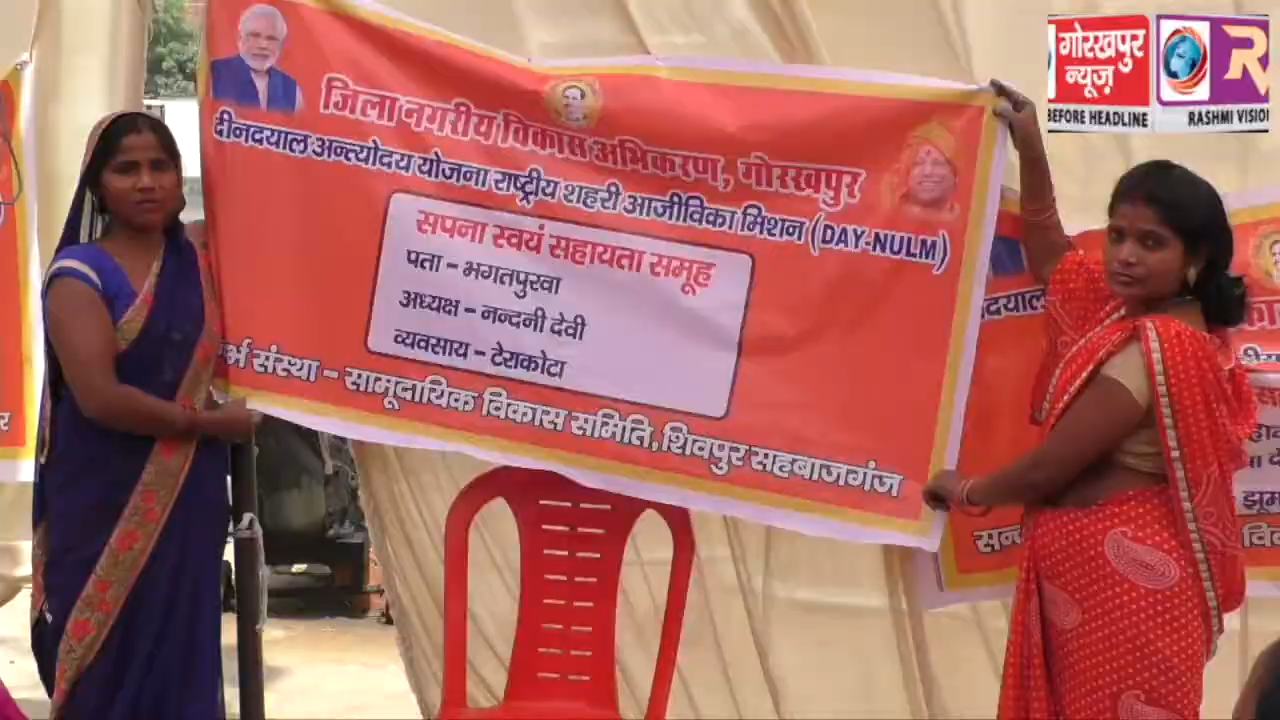 गोरखपुर
न्यूज़
BEFORE HEADLINE
R
RASHMI VISION
जिला नगरीय विकास अभिकरण, गोरखपुर
दीनदयाल अन्त्योदय योजना राष्ट्रीय शहरी आजीविका मिशन (DAY-NULM)
सपना स्वयं सहायता समूह
पता - भगतपुरवा
अध्यक्ष - नन्दनी देवी
व्यवसाय - टेराकोटा
संस्था - सामूदायिक विकास समिति, शिवपुर सहबाजगंज